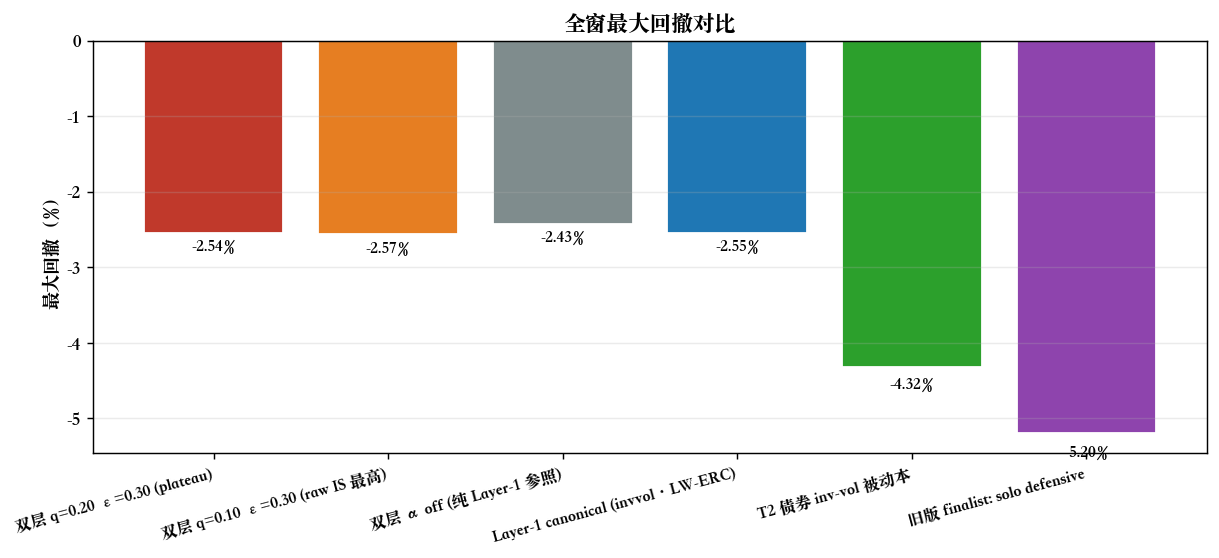 全窗最大回撤对比
最大回撤（%）
0
-1
-2
-3
-4
-5
-2.54%
-2.57%
-2.43%
-2.55%
-4.32%
-5.20%
双层 q=0.20 ε=0.30 (plateau)
双层 q=0.10 ε=0.30 (raw IS 最高)
双层 α off (纯 Layer-1 参照)
Layer-1 canonical (invvol · LW-ERC)
T2 债券 inv-vol 被动本
旧版 finalist: solo defensive